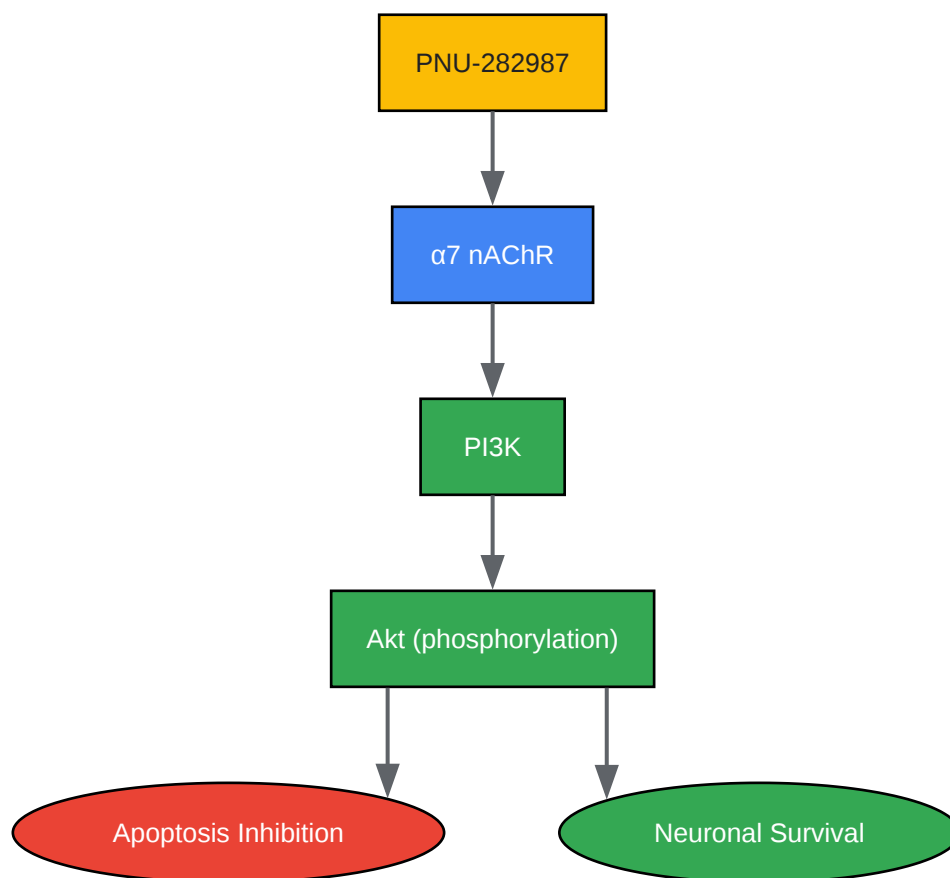 PNU-282987
α7 nAChR
PI3K
Akt (phosphorylation)
Apoptosis Inhibition
Neuronal Survival